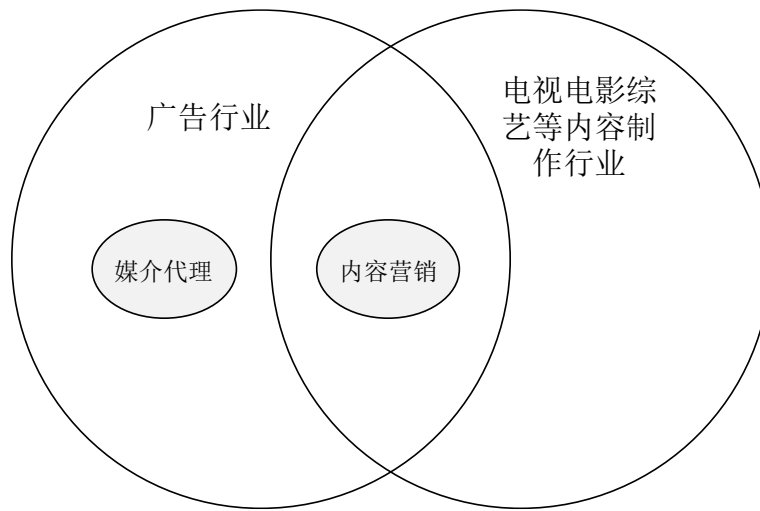 广告行业
电视电影综
艺等内容制
作行业
媒介代理
内容营销